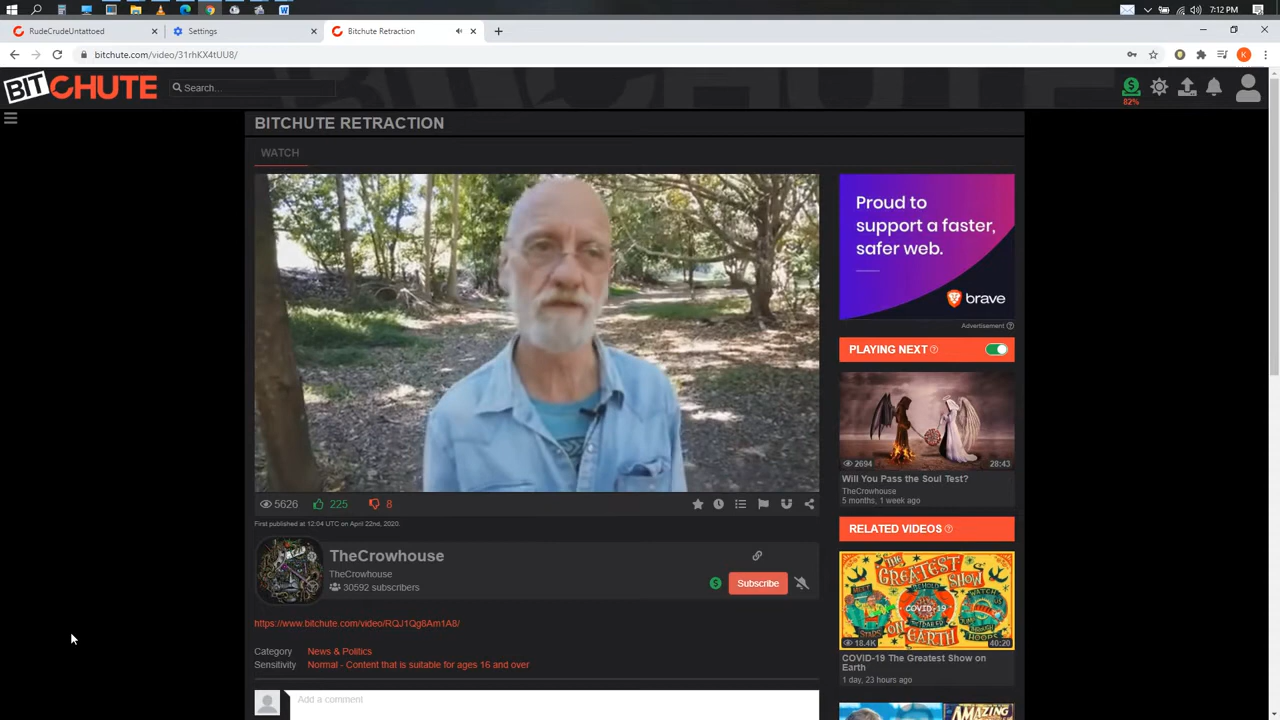 7:12 PM
RudeCrudeUntattoed
Settings
Bitchute Retraction
bitchute.com/video/31rhKX4tUU8/
K
BITCHUTE
Search...
82%
BITCHUTE RETRACTION
WATCH
Proud to
support a faster,
safer web.
brave
Advertisement
PLAYING NEXT
2694
28:43
Will You Pass the Soul Test?
TheCrowhouse
5 months, 1 week ago
5626
225
8
First published at 12:04 UTC on April 22nd, 2020.
TheCrowhouse
TheCrowhouse
30592 subscribers
Subscribe
https://www.bitchute.com/video/RQJ1Qg8Am1A8/
Category
News & Politics
Sensitivity
Normal - Content that is suitable for ages 16 and over
Add a comment
RELATED VIDEOS
THE GREATEST SHOW
ON EARTH
COVID-19
18.4K
40:20
COVID-19 The Greatest Show on
Earth
1 day, 23 hours ago
AMAZING